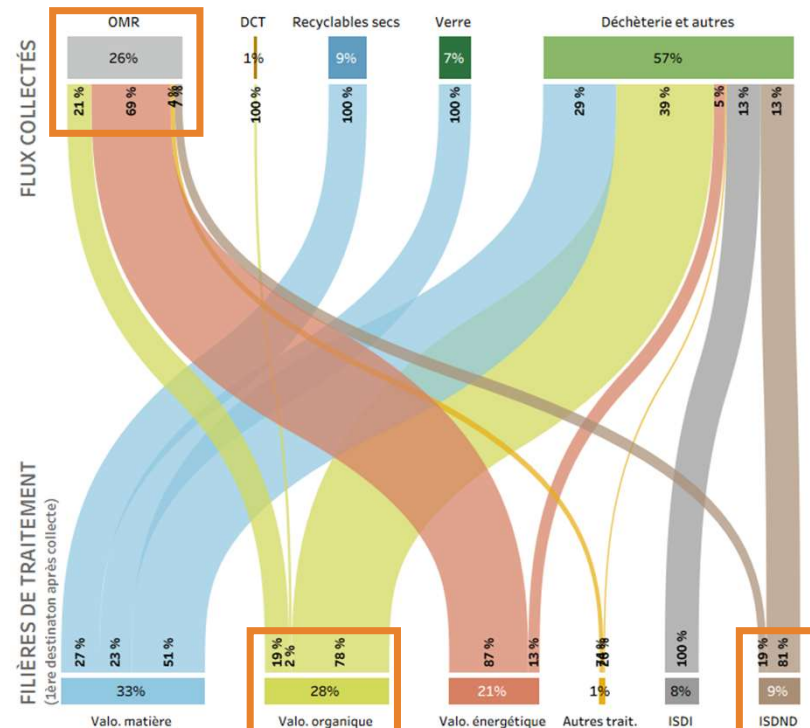 OMR DCT Recyclables secs Verre Déchèterie et autres
FLUX COLLECTÉS
26% 1% 9% 7% 57%
21 % 69 % 4 % 7 % 100 % 100 % 100 % 29 % 39 % 5 % 13 % 13 %
FILIÈRES DE TRAITEMENT
(1ère destinaton après collecte)
27 % 23 % 51 % 19 % 2 % 78 % 87 % 13 % 100 % 19 % 81 %
33% 28% 21% 1% 8% 9%
Valo. matière Valo. organique Valo. énergétique Autres trait. ISDI ISDND